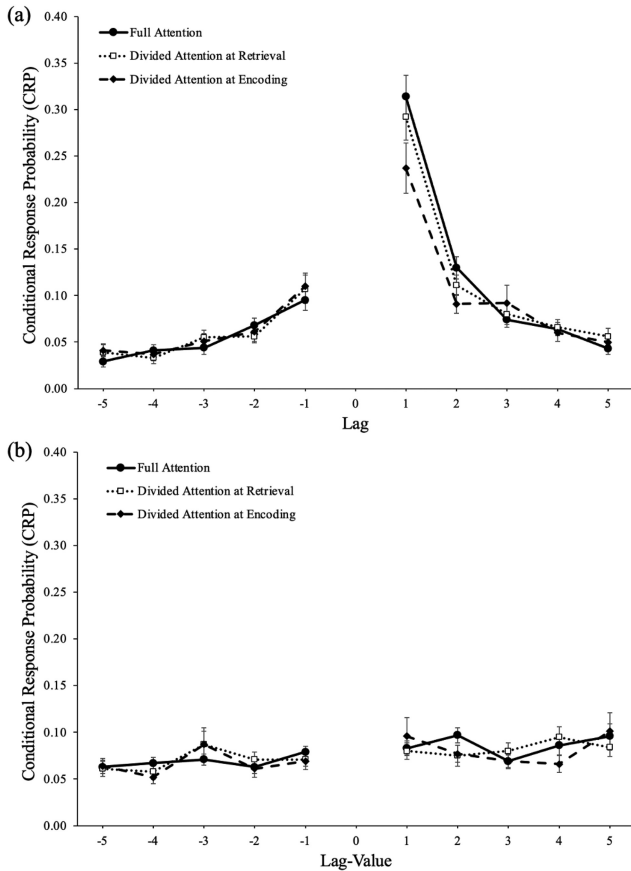 (a)
Full Attention
Divided Attention at Retrieval
Divided Attention at Encoding
Conditional Response Probability (CRP)
0.40
0.35
0.30
0.25
0.20
0.15
0.10
0.05
0.00
-5 -4 -3 -2 -1 0 1 2 3 4 5
Lag
(b)
Full Attention
Divided Attention at Retrieval
Divided Attention at Encoding
Conditional Response Probability (CRP)
0.40
0.35
0.30
0.25
0.20
0.15
0.10
0.05
0.00
-5 -4 -3 -2 -1 0 1 2 3 4 5
Lag-Value